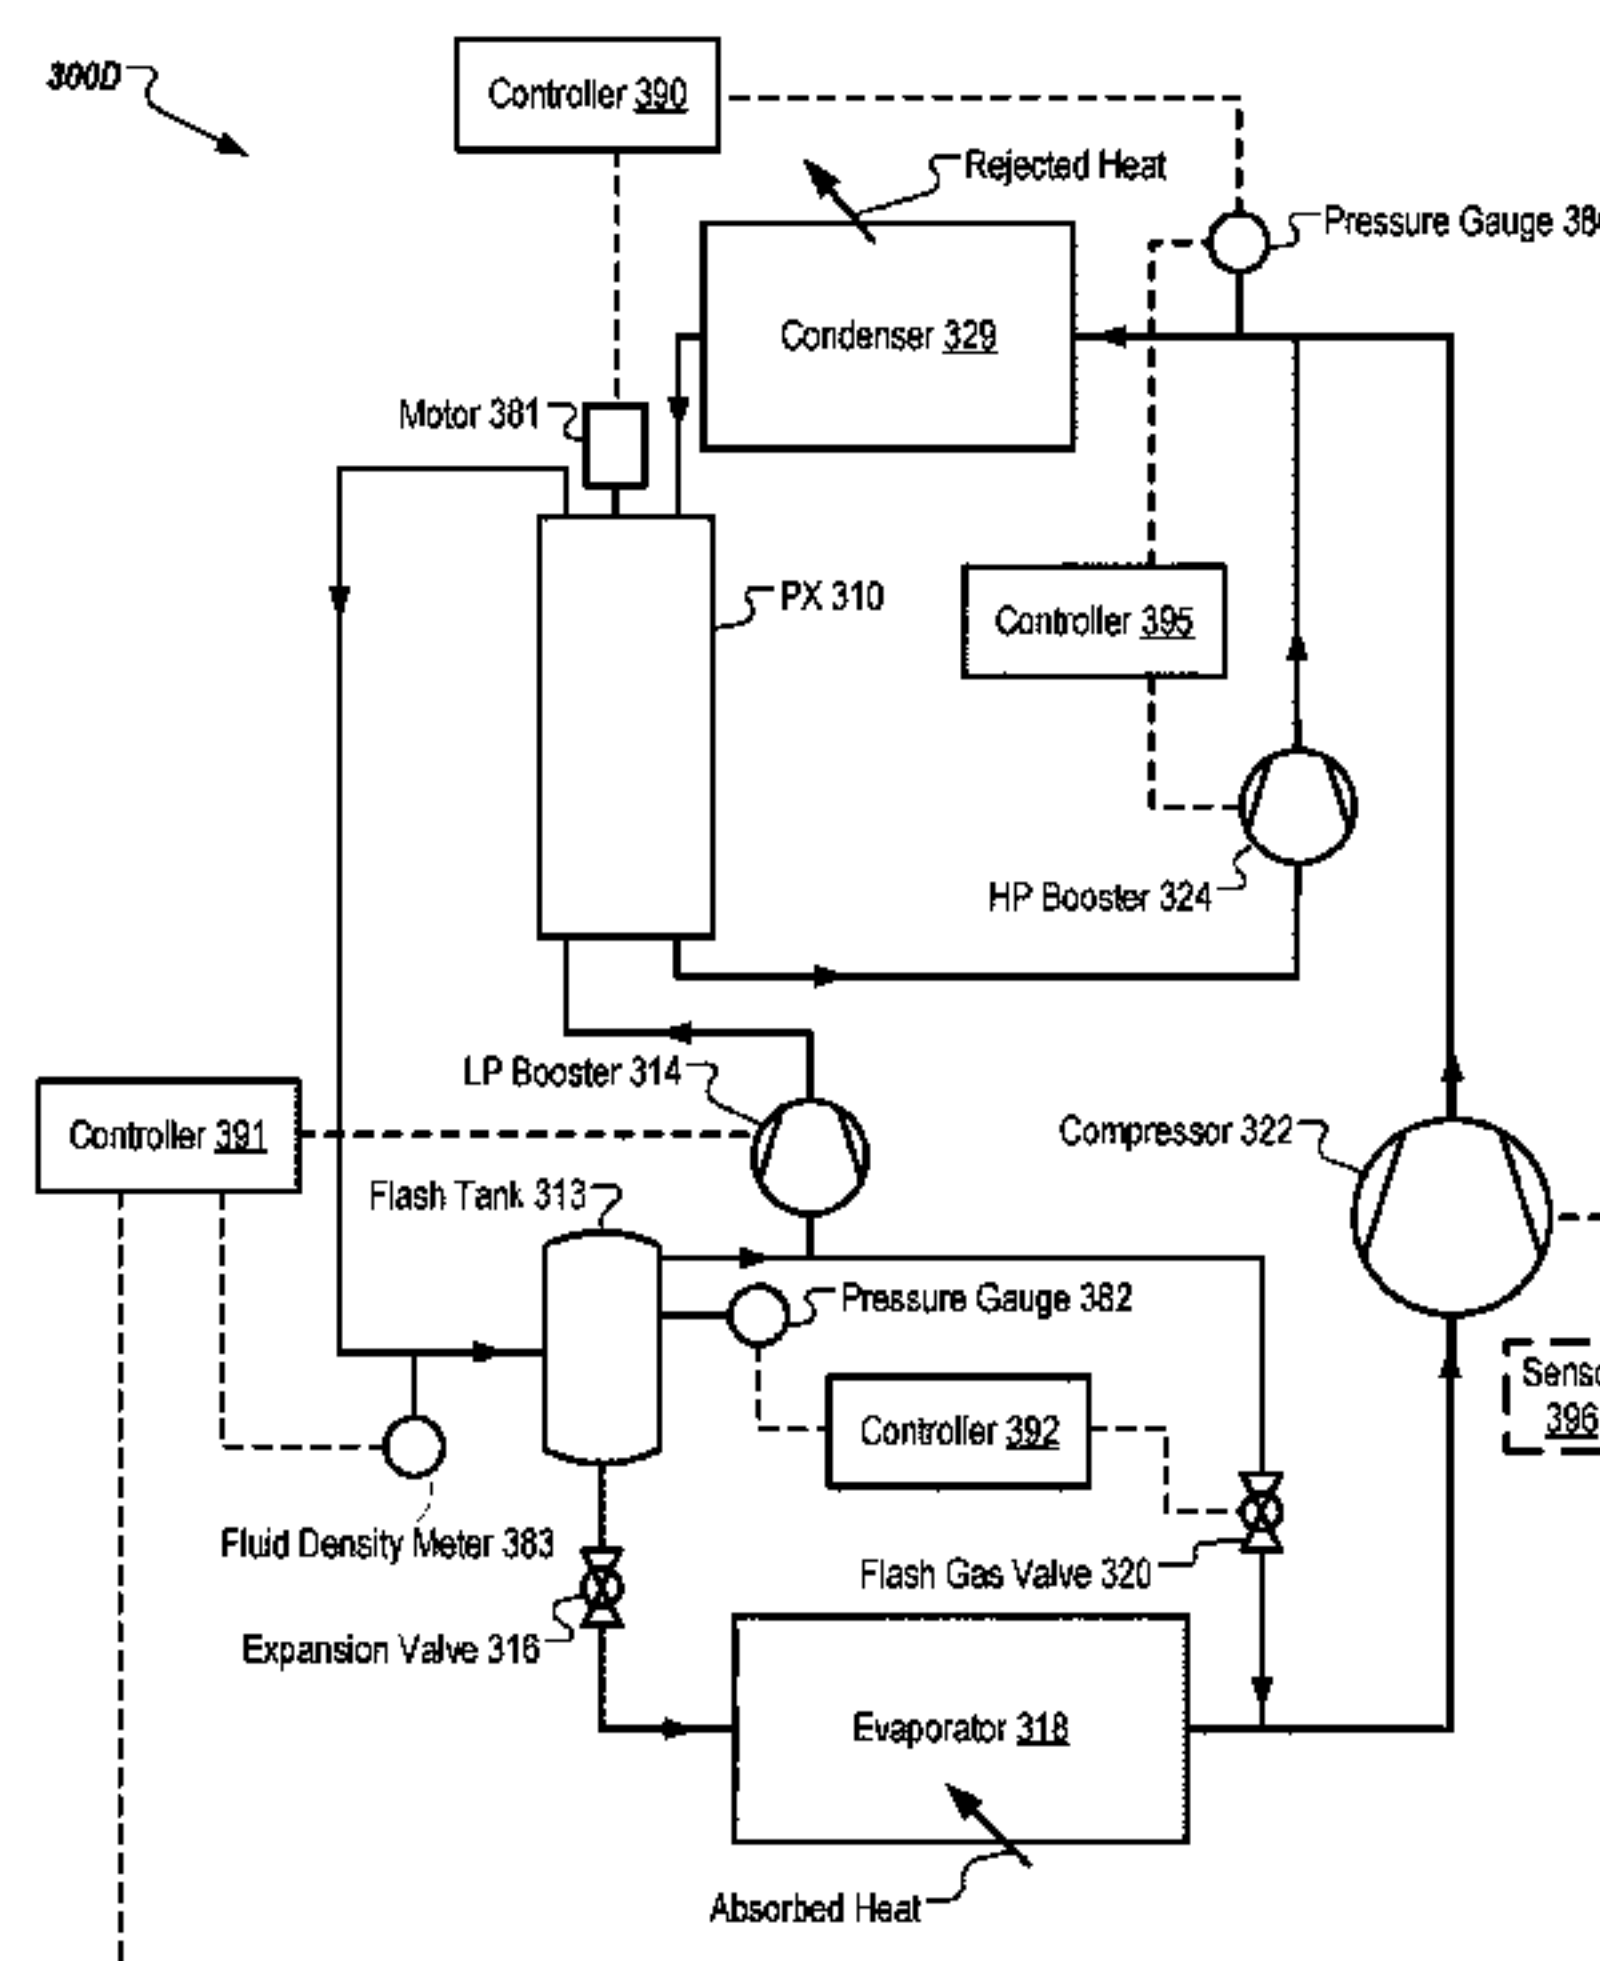 300D
Controller 390
Rejected Heat
Pressure Gauge
Condenser 329
Motor 381
PX 310
Controller 395
HP Booster 324
LP Booster 314
Controller 391
Compressor 322
Flash Tank 313
Pressure Gauge 382
Controller 392
396
Fluid Density Meter 383
Flash Gas Valve 320
Expansion Valve 316
Evaporator 318
Absorbed Heat